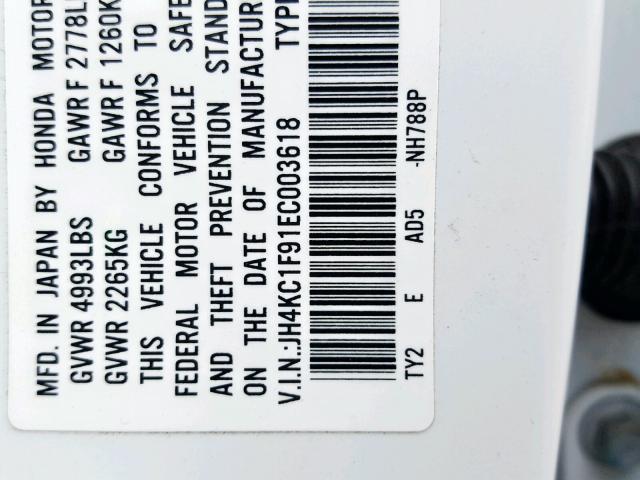 MFD. IN JAPAN BY HONDA MOTOR
GVWR 4993LBS GAWR F 2778L
GVWR 2265KG GAWR F 1260K
THIS VEHICLE CONFORMS TO
FEDERAL MOTOR VEHICLE SAFE
AND THEFT PREVENTION STAND
ON THE DATE OF MANUFACTUR
V.I.N.:JH4KC1F91EC003618 TYP
TY2 E AD5 -NH788P